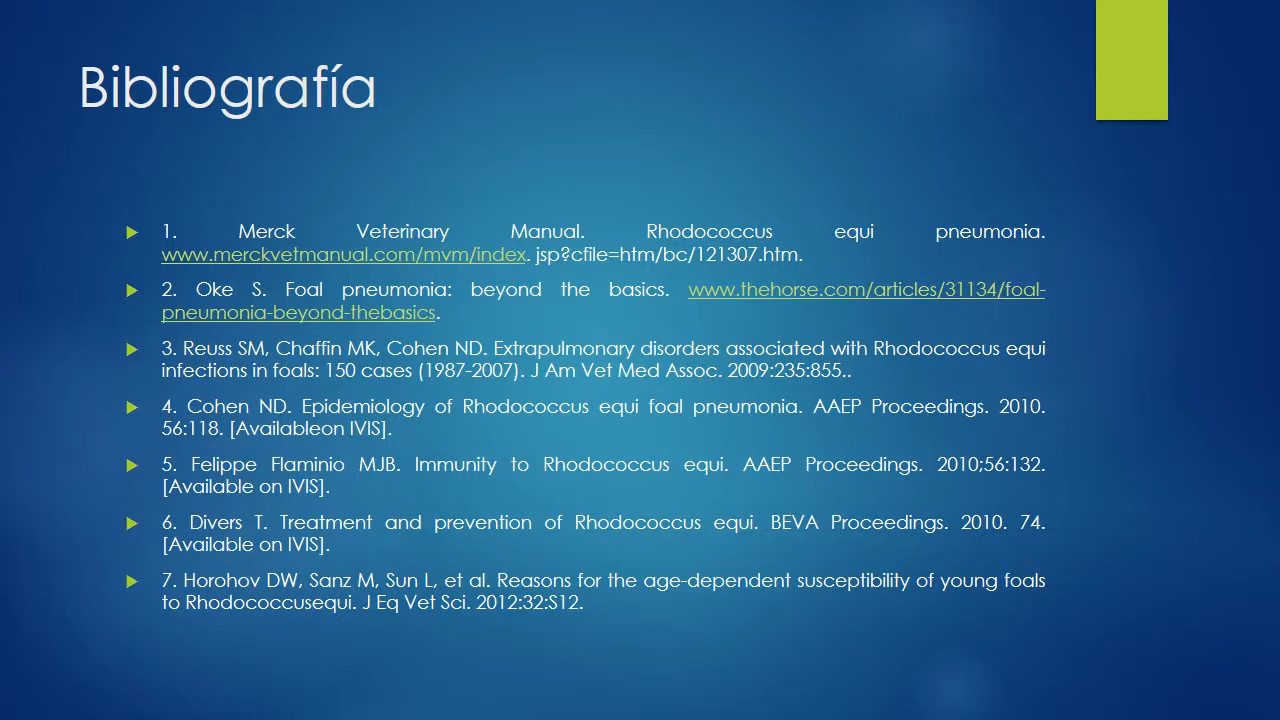 Bibliografía
1. Merck Veterinary Manual. Rhodococcus equi pneumonia.
www.merckvetmanual.com/mvm/index. jsp?cfile=htm/bc/121307.htm.
2. Oke S. Foal pneumonia: beyond the basics. www.thehorse.com/articles/31134/foal-
pneumonia-beyond-thebasics.
3. Reuss SM, Chaffin MK, Cohen ND. Extrapulmonary disorders associated with Rhodococcus equi
infections in foals: 150 cases (1987-2007). J Am Vet Med Assoc. 2009:235:855..
4. Cohen ND. Epidemiology of Rhodococcus equi foal pneumonia. AAEP Proceedings. 2010.
56:118. [Availableon IVIS].
5. Felippe Flaminio MJB. Immunity to Rhodococcus equi. AAEP Proceedings. 2010;56:132.
[Available on IVIS].
6. Divers T. Treatment and prevention of Rhodococcus equi. BEVA Proceedings. 2010. 74.
[Available on IVIS].
7. Horohov DW, Sanz M, Sun L, et al. Reasons for the age-dependent susceptibility of young foals
to Rhodococcusequi. J Eq Vet Sci. 2012:32:S12.